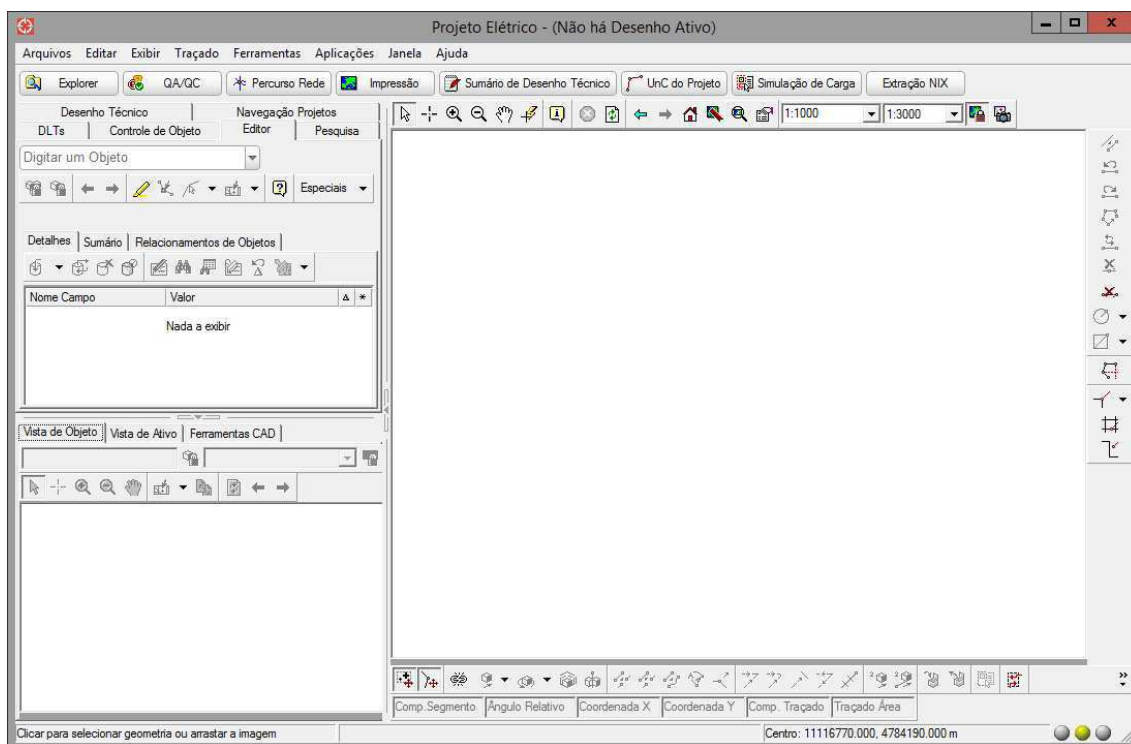 Projeto Elétrico - (Não há Desenho Ativo)
Arquivos Editar Exibir Traçado Ferramentas Aplicações Janela Ajuda
Explorer QA/QC Percurso Rede Impressão Sumário de Desenho Técnico UnC do Projeto Simulação de Carga Extração NIX
Desenho Técnico Navegação Projetos
DLTs Controle de Objeto Editor Pesquisa
1:1000 1:3000
Digitar um Objeto
Especiais
Detalhes Sumário Relacionamentos de Objetos
Nome Campo Valor
Nada a exibir
Vista de Objeto Vista de Ativo Ferramentas CAD
Comp.Segmento Ângulo Relativo Coordenada X Coordenada Y Comp. Traçado Traçado Área
Clicar para selecionar geometria ou arrastar a imagem Centro: 11116770.000, 4784190.000 m